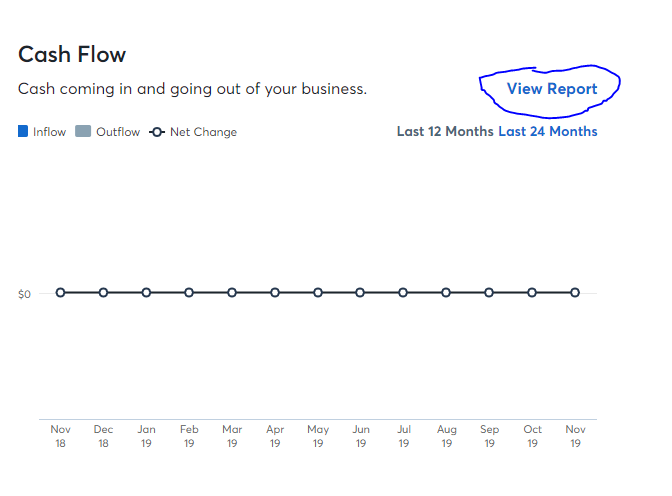 Cash Flow
Cash coming in and going out of your business.
View Report
Inflow Outflow Net Change
Last 12 Months Last 24 Months
$0
Nov Dec Jan Feb Mar Apr May Jun Jul Aug Sep Oct Nov
18 18 19 19 19 19 19 19 19 19 19 19 19